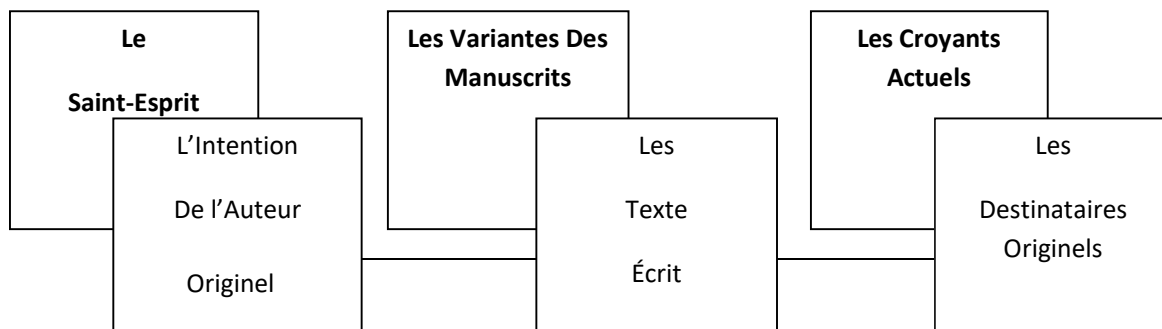 Le
Saint-Esprit
L’Intention
De l’Auteur
Originel
Les Variantes Des
Manuscrits
Les
Texte
Écrit
Les Croyants
Actuels
Les
Destinataires
Originels